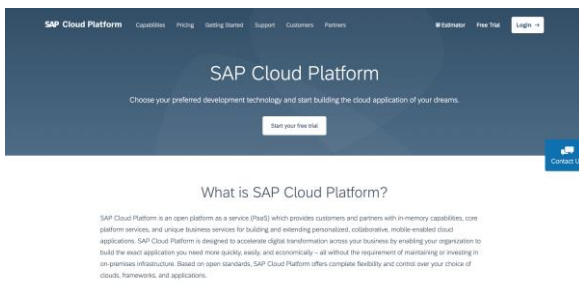 SAP Cloud Platform Capabilities Pricing Getting Started Support Customers Partners Estimator Free Trial Login →
SAP Cloud Platform
Choose your preferred development technology and start building the cloud application of your dreams.
Start your free trial
Contact U
What is SAP Cloud Platform?
SAP Cloud Platform is an open platform as a service (PaaS) which provides customers and partners with in-memory capabilities, core
platform services, and unique business services for building and extending personalized, collaborative, mobile-enabled cloud
applications. SAP Cloud Platform is designed to accelerate digital transformation across your business by enabling your organization to
build the exact application you need more quickly, easily, and economically – all without the requirement of maintaining or investing in
on-premises infrastructure. Based on open standards, SAP Cloud Platform offers complete flexibility and control over your choice of
clouds, frameworks, and applications.